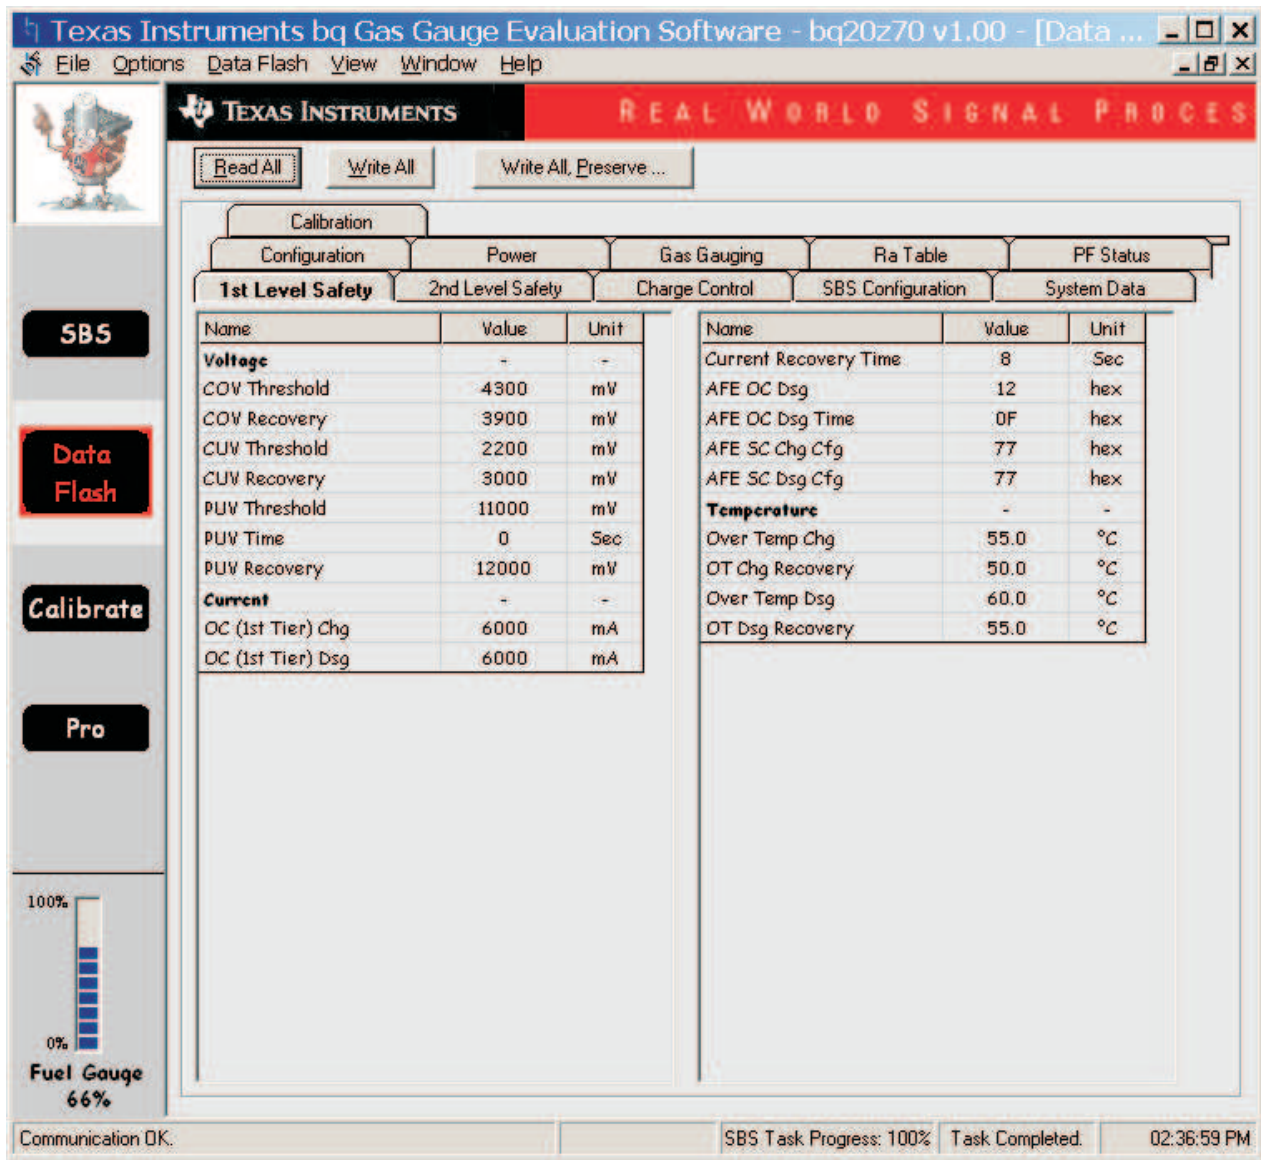 Texas Instruments bq Gas Gauge Evaluation Software - bq20z70 v1.00 - [Data ...
File Options Data Flash View Window Help
TEXAS INSTRUMENTS
REAL WORLD SIGNAL PROCES
Read All Write All Write All, Preserve ...
Calibration
Configuration Power Gas Gauging Ra Table PF Status
1st Level Safety 2nd Level Safety Charge Control SBS Configuration System Data
SBS
Data
Flash
Calibrate
Pro
100%
0%
Fuel Gauge
66%
Name Value Unit
Voltage - -
COV Threshold 4300 mV
COV Recovery 3900 mV
CUV Threshold 2200 mV
CUV Recovery 3000 mV
PUV Threshold 11000 mV
PUV Time 0 Sec
PUV Recovery 12000 mV
Current - -
OC (1st Tier) Chg 6000 mA
OC (1st Tier) Dsg 6000 mA
Name Value Unit
Current Recovery Time 8 Sec
AFE OC Dsg 12 hex
AFE OC Dsg Time 0F hex
AFE SC Chg Cfg 77 hex
AFE SC Dsg Cfg 77 hex
Temperature - -
Over Temp Chg 55.0 °C
OT Chg Recovery 50.0 °C
Over Temp Dsg 60.0 °C
OT Dsg Recovery 55.0 °C
Communication OK. SBS Task Progress: 100% Task Completed. 02:36:59 PM